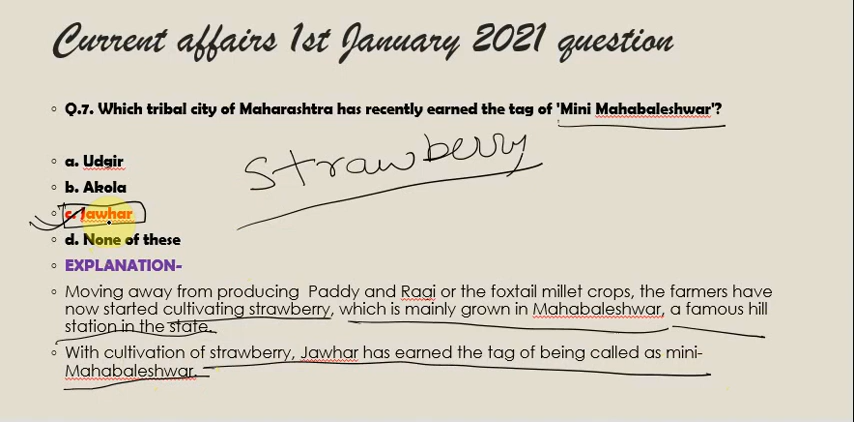 Current affairs 1st January 2021 question
Q.7. Which tribal city of Maharashtra has recently earned the tag of 'Mini Mahabaleshwar'?
Strawberry
a. Udgir
b. Akola
c. Jawhar
d. None of these
EXPLANATION-
Moving away from producing Paddy and Ragi or the foxtail millet crops, the farmers have
now started cultivating strawberry, which is mainly grown in Mahabaleshwar, a famous hill
station in the state.
With cultivation of strawberry, Jawhar has earned the tag of being called as mini-
Mahabaleshwar.